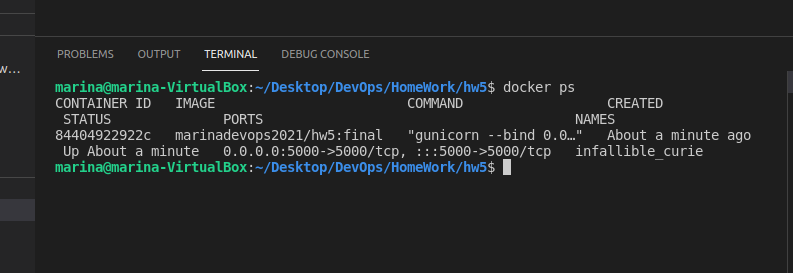 w...
PROBLEMS OUTPUT TERMINAL DEBUG CONSOLE
marina@marina-VirtualBox:~/Desktop/DevOps/HomeWork/hw5$ docker ps
CONTAINER ID   IMAGE                        COMMAND                  CREATED
 STATUS              PORTS                                       NAMES
84404922922c   marinadevops2021/hw5:final   "gunicorn --bind 0.0…"   About a minute ago
 Up About a minute   0.0.0.0:5000->5000/tcp, :::5000->5000/tcp   infallible_curie
marina@marina-VirtualBox:~/Desktop/DevOps/HomeWork/hw5$